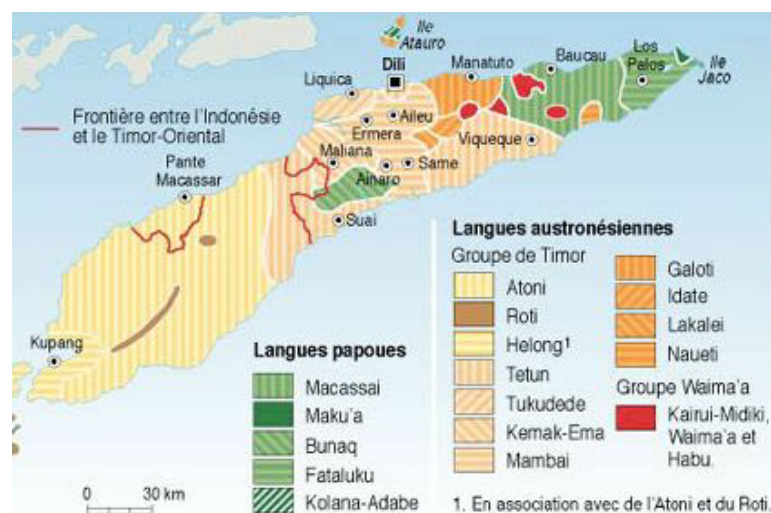 Ile
Atauro
Dili
Manatuto
Baucau
Los
Palos
Ile
Jaco
Liquica
Aileu
Ermera
Viqueque
Maliana
Same
Ainaro
Suai
Frontière entre l'Indonésie
et le Timor-Oriental
Pante
Macassar
Kupang
Langues papoues
Macassai
Maku'a
Bunaq
Fataluku
Kolana-Adabe
0 30 km
Langues austronésiennes
Groupe de Timor
Atoni
Roti
Helong¹
Tetun
Tukudede
Kemak-Ema
Mambai
Galoti
Idate
Lakalei
Naueti
Groupe Waima'a
Kairui-Midiki,
Waima'a et
Habu.
1. En association avec de l'Atoni et du Roti.